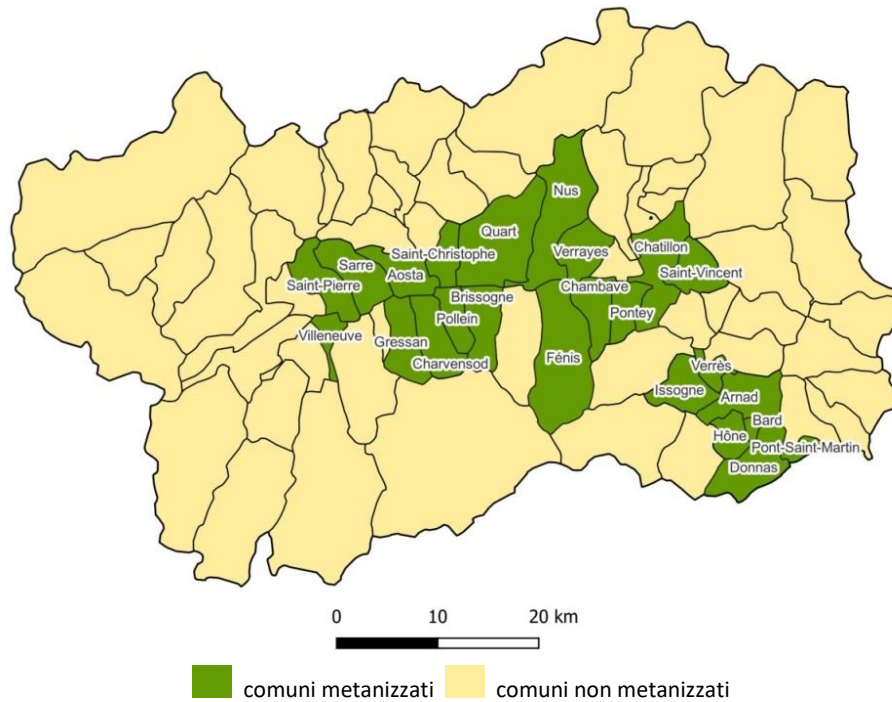 Nus
Quart
Saint-Christophe
Verrayes
Chatillon
Sarre
Aosta
Saint-Vincent
Saint-Pierre
Brissogne
Chambave
Pollein
Pontey
Villeneuve
Gressan
Fénis
Charvensod
Verrès
Issogne
Arnad
Bard
Hône
Pont-Saint-Martin
Donnas
0 10 20 km
comuni metanizzati comuni non metanizzati